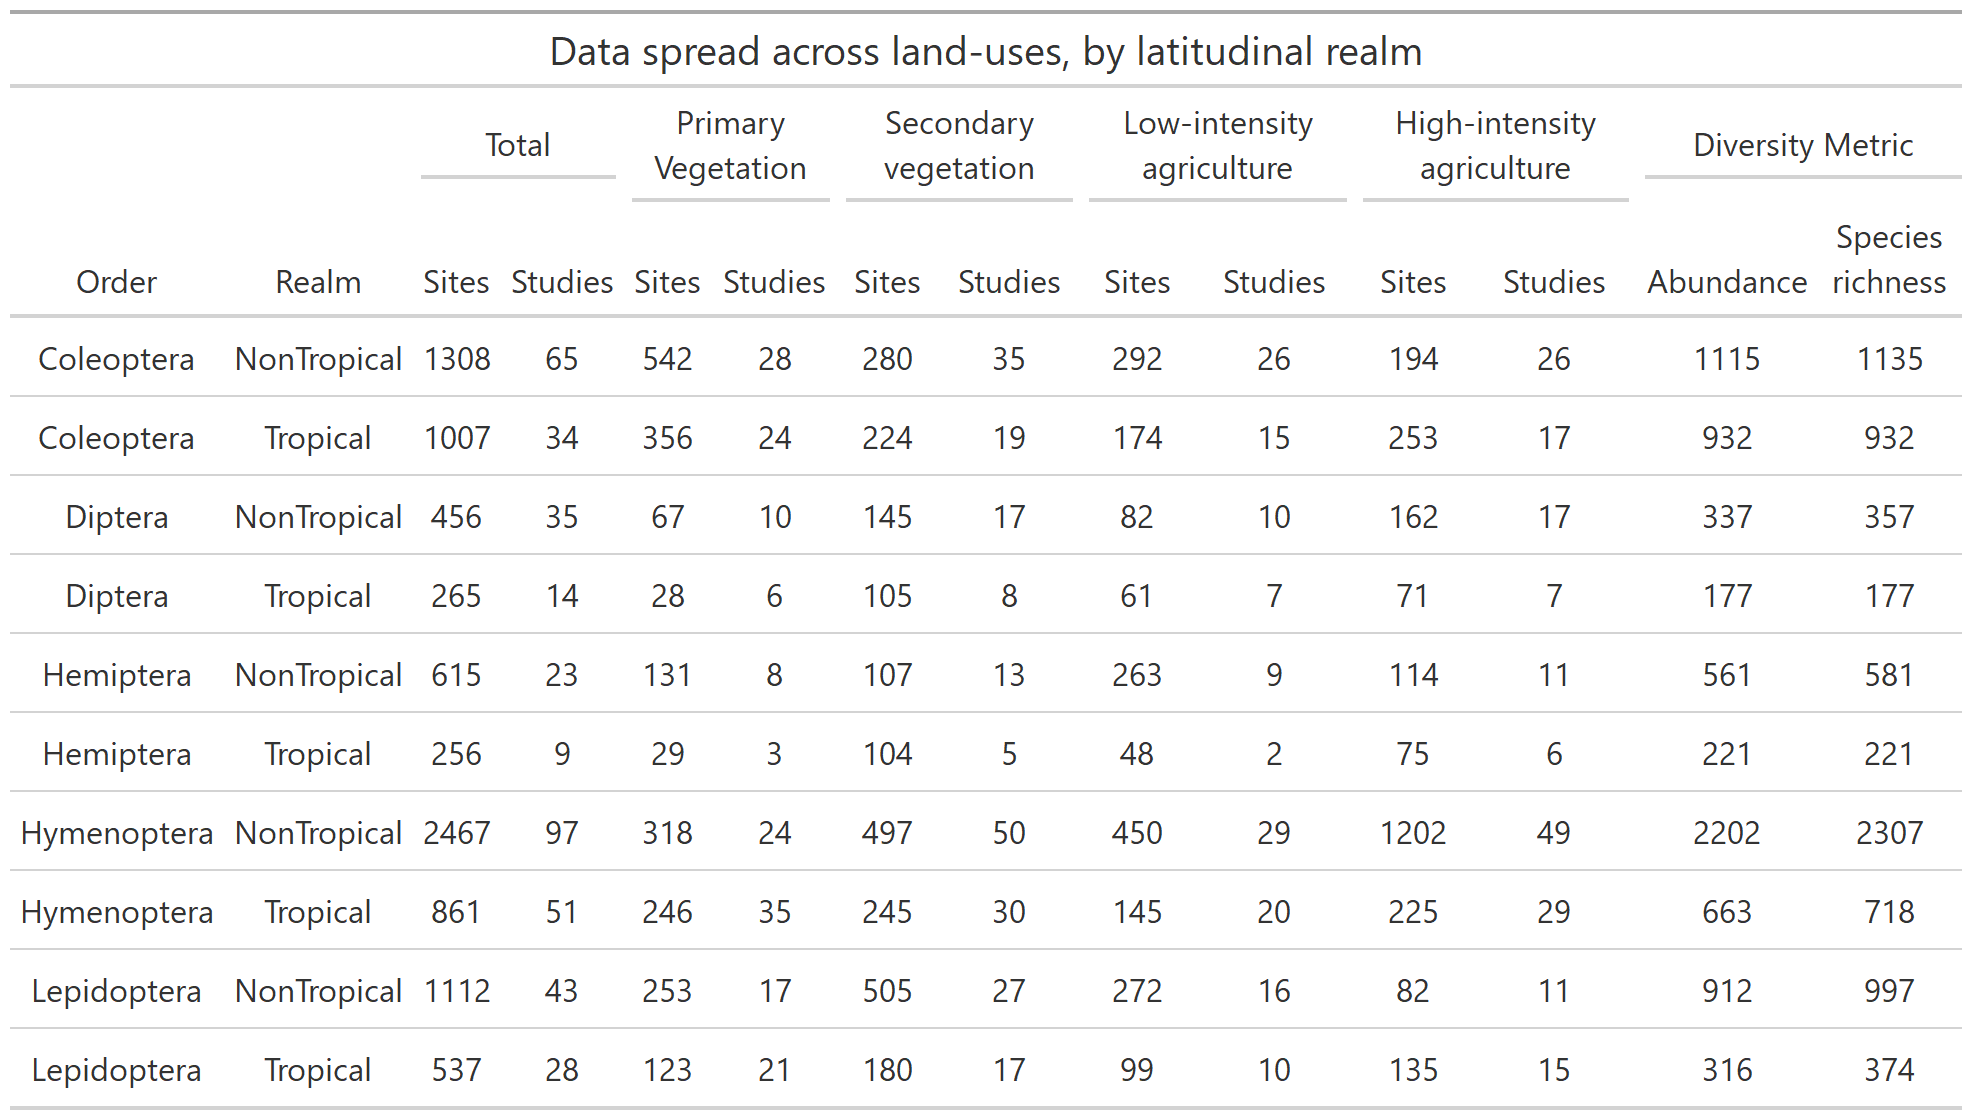 Data spread across land-uses, by latitudinal realm
Total Primary Vegetation Secondary vegetation Low-intensity agriculture High-intensity agriculture Diversity Metric
Order Realm Sites Studies Sites Studies Sites Studies Sites Studies Sites Studies Abundance Species richness
Coleoptera NonTropical 1308 65 542 28 280 35 292 26 194 26 1115 1135
Coleoptera Tropical 1007 34 356 24 224 19 174 15 253 17 932 932
Diptera NonTropical 456 35 67 10 145 17 82 10 162 17 337 357
Diptera Tropical 265 14 28 6 105 8 61 7 71 7 177 177
Hemiptera NonTropical 615 23 131 8 107 13 263 9 114 11 561 581
Hemiptera Tropical 256 9 29 3 104 5 48 2 75 6 221 221
Hymenoptera NonTropical 2467 97 318 24 497 50 450 29 1202 49 2202 2307
Hymenoptera Tropical 861 51 246 35 245 30 145 20 225 29 663 718
Lepidoptera NonTropical 1112 43 253 17 505 27 272 16 82 11 912 997
Lepidoptera Tropical 537 28 123 21 180 17 99 10 135 15 316 374